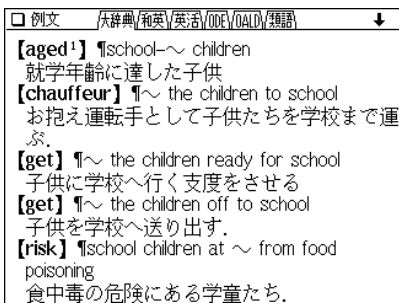 例文 大辞典 和英 英活 ODE OALD 類語 ↓
【aged¹】¶school-～ children
就学年齢に達した子供
【chauffeur】¶～ the children to school
お抱え運転手として子供たちを学校まで運
ぶ.
【get】¶～ the children ready for school
子供に学校へ行く支度をさせる
【get】¶～ the children off to school
子供を学校へ送り出す.
【risk】¶school children at ～ from food
poisoning
食中毒の危険にある学童たち.